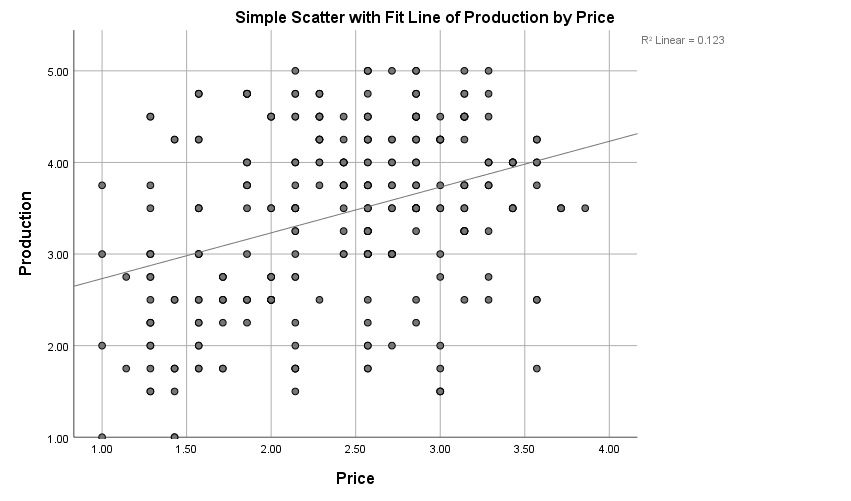 Simple Scatter with Fit Line of Production by Price
R² Linear = 0.123
5.00
4.00
3.00
2.00
1.00
Production
1.00 1.50 2.00 2.50 3.00 3.50 4.00
Price